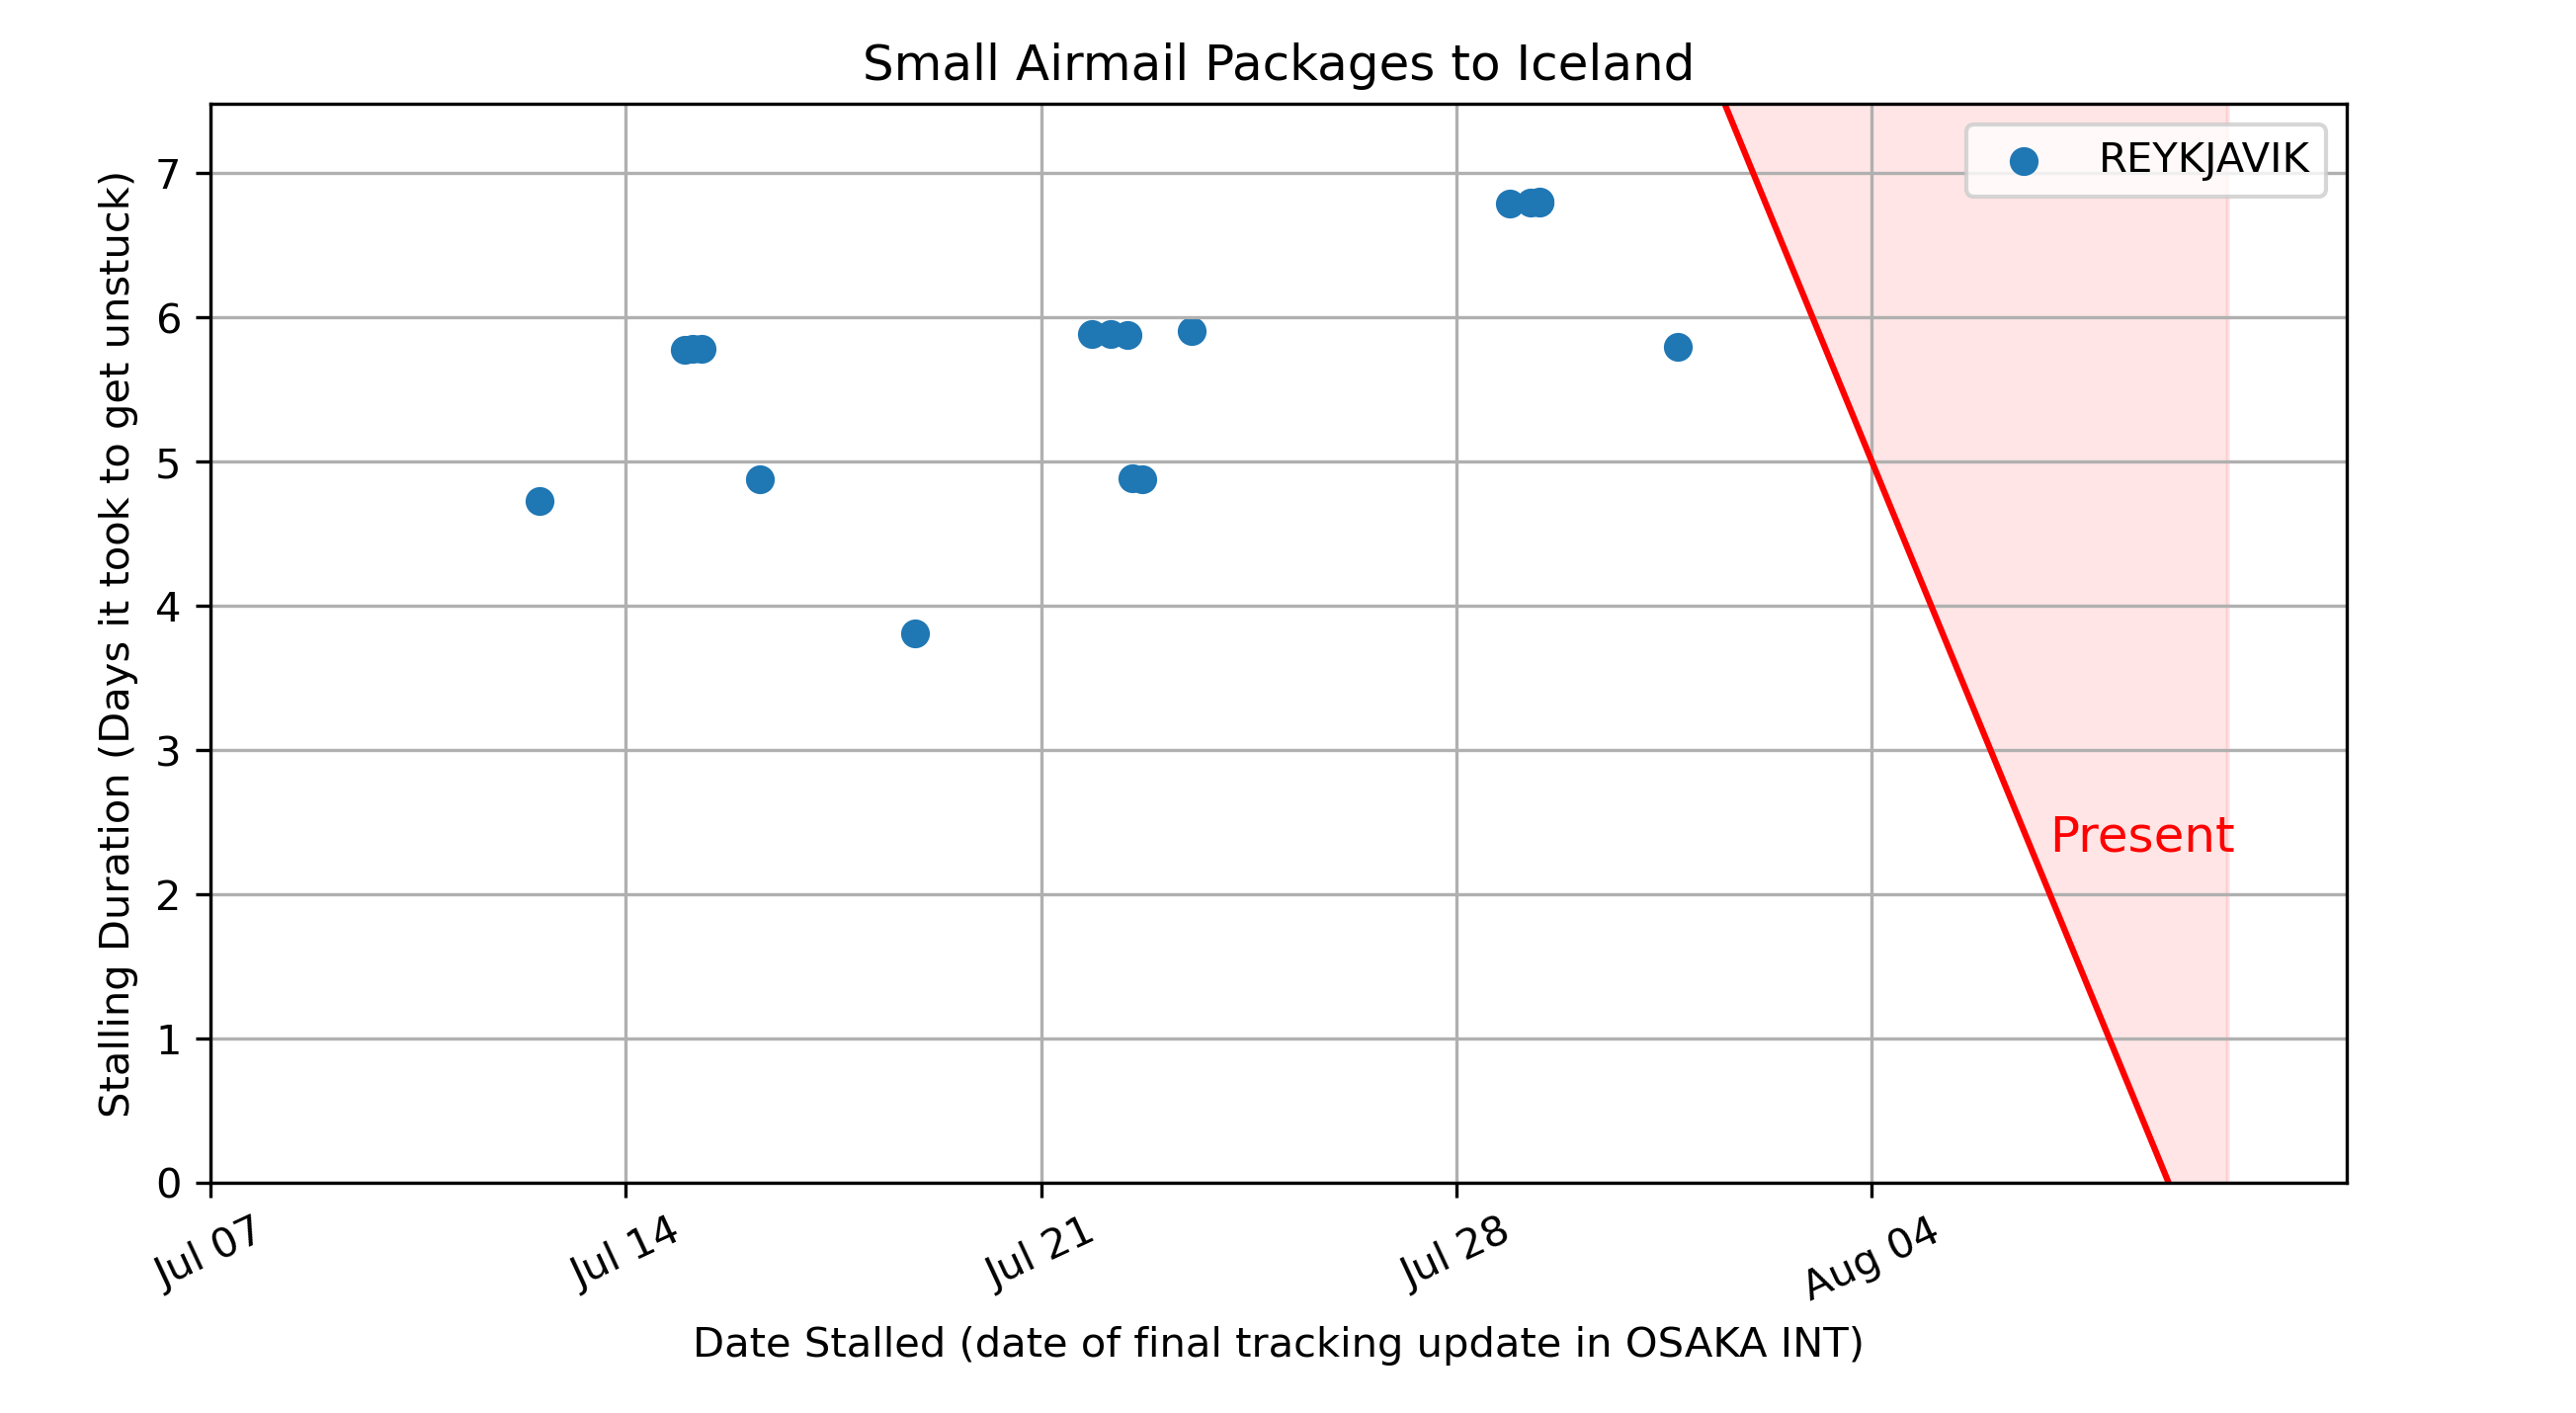 Small Airmail Packages to Iceland
REYKJAVIK
Stalling Duration (Days it took to get unstuck)
7
6
5
4
3
2
1
0
Present
Jul 07
Jul 14
Jul 21
Jul 28
Aug 04
Date Stalled (date of final tracking update in OSAKA INT)